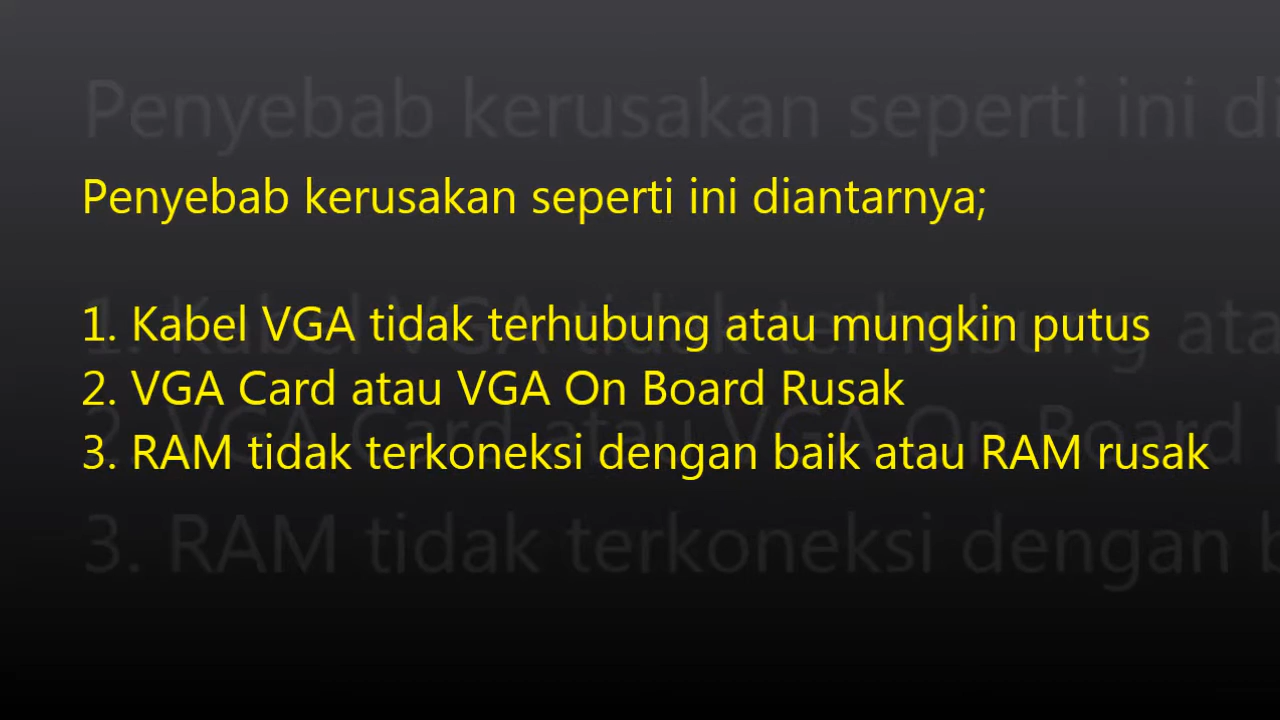 Penyebab kerusakan seperti ini diantarnya;
1. Kabel VGA tidak terhubung atau mungkin putus
2. VGA Card atau VGA On Board Rusak
3. RAM tidak terkoneksi dengan baik atau RAM rusak